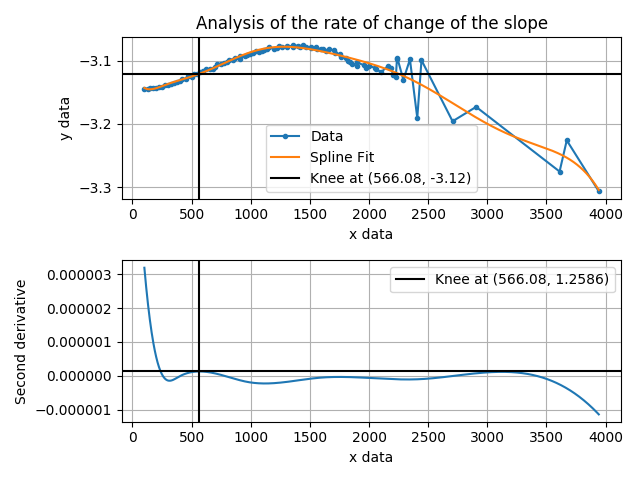 Analysis of the rate of change of the slope
−3.1
−3.2
−3.3
y data
Data
Spline Fit
Knee at (566.08, -3.12)
0 500 1000 1500 2000 2500 3000 3500 4000
x data
Knee at (566.08, 1.2586)
0.000003
0.000002
0.000001
0.000000
−0.000001
Second derivative
0 500 1000 1500 2000 2500 3000 3500 4000
x data